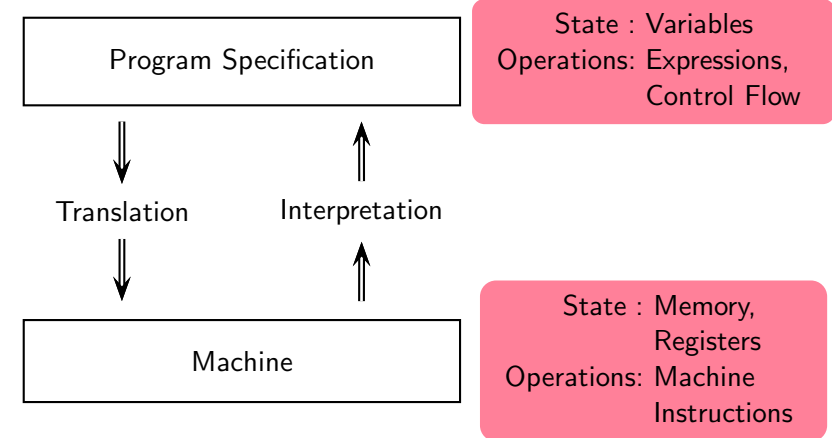 Program Specification
State : Variables
Operations: Expressions,
Control Flow
Translation
Interpretation
Machine
State : Memory,
Registers
Operations: Machine
Instructions